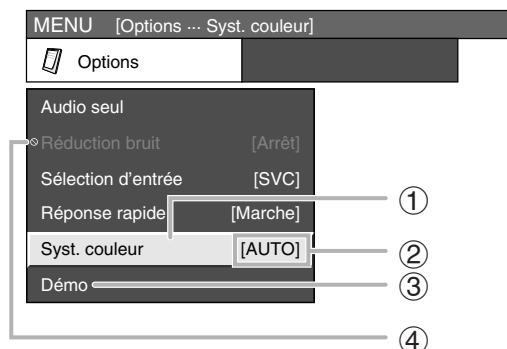 MENU [Options ··· Syst. couleur]
Options
Audio seul
Réduction bruit [Arrêt]
Sélection d'entrée [SVC]
Réponse rapide [Marche]
Syst. couleur [AUTO]
Démo
①
②
③
④